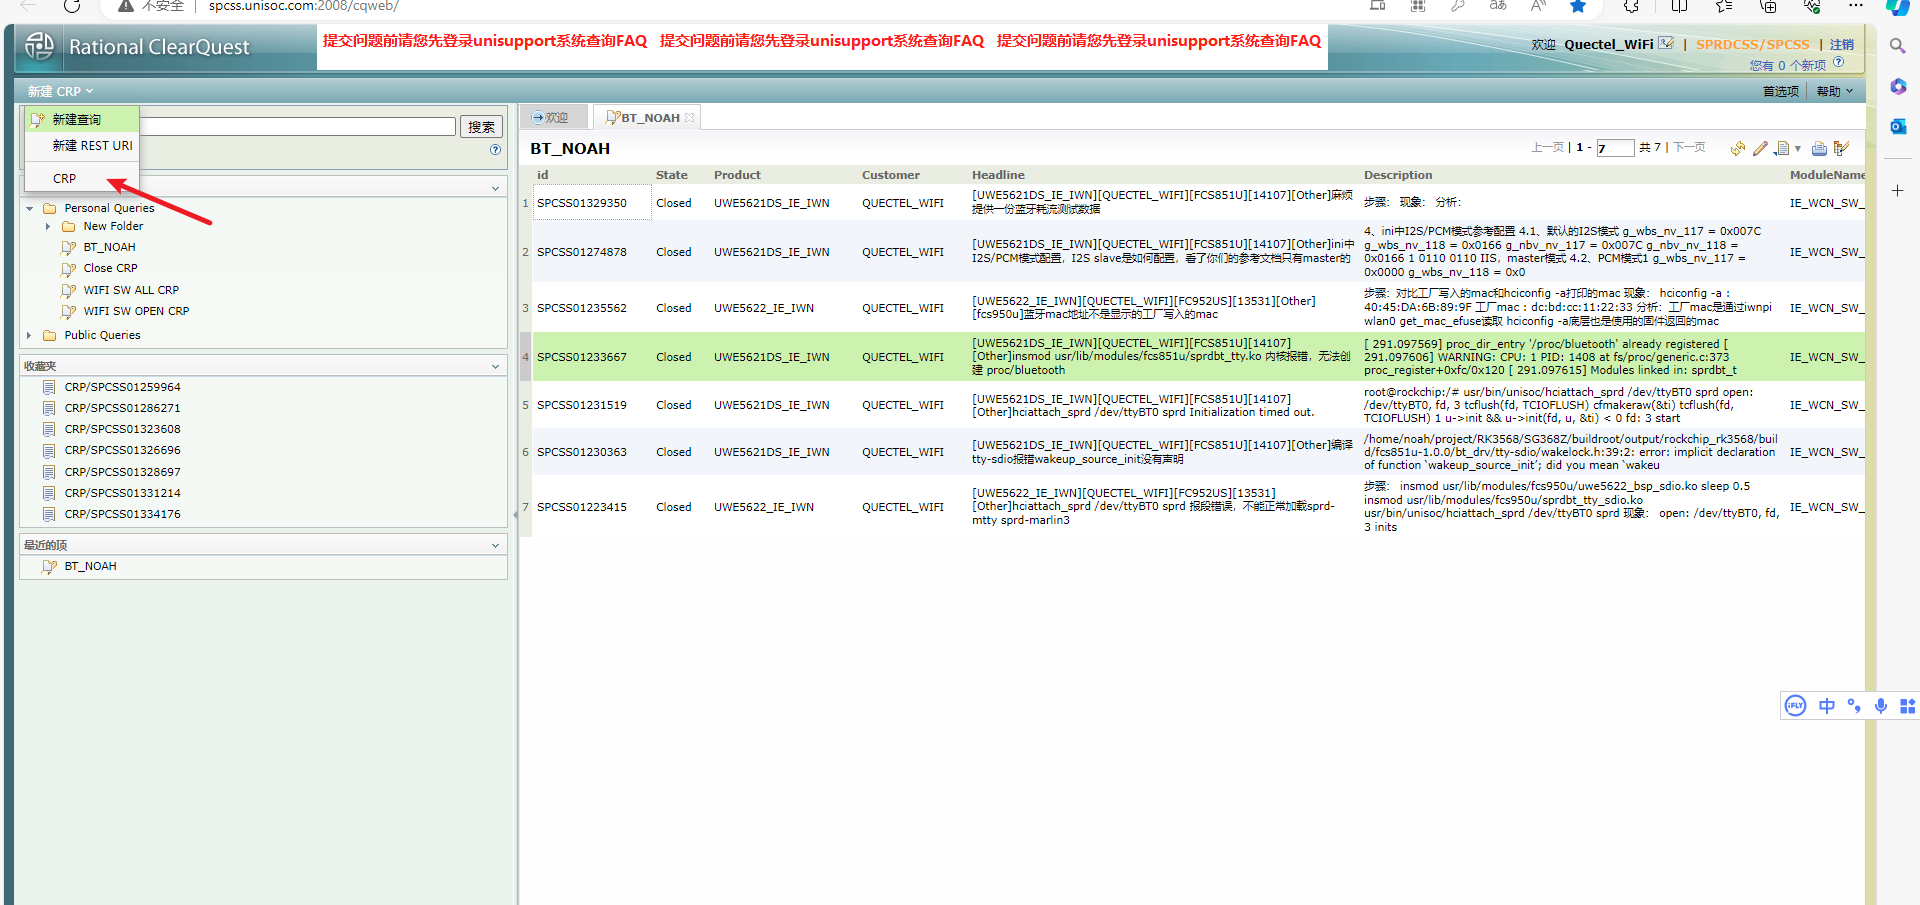 不安全 spcss.unisoc.com:2008/cqweb/
Rational ClearQuest
提交问题前请您先登录unisupport系统查询FAQ 提交问题前请您先登录unisupport系统查询FAQ 提交问题前请您先登录unisupport系统查询FAQ
欢迎 Quectel_WiFi | SPRDCSS/SPCSS | 注销
您有 0 个新项
新建 CRP
首选项 帮助
新建查询
新建 REST URI
CRP
搜索
Personal Queries
New Folder
BT_NOAH
Close CRP
WIFI SW ALL CRP
WIFI SW OPEN CRP
Public Queries
收藏夹
CRP/SPCSS01259964
CRP/SPCSS01286271
CRP/SPCSS01323608
CRP/SPCSS01326696
CRP/SPCSS01328697
CRP/SPCSS01331214
CRP/SPCSS01334176
最近的项
BT_NOAH
欢迎 BT_NOAH
BT_NOAH
上一页 | 1 - 7 共 7 | 下一页
id State Product Customer Headline Description ModuleName
1 SPCSS01329350 Closed UWE5621DS_IE_IWN QUECTEL_WIFI
[UWE5621DS_IE_IWN][QUECTEL_WIFI][FCS851U][14107][Other]麻烦
提供一份蓝牙耗流测试数据
步骤： 现象： 分析：
IE_WCN_SW_
2 SPCSS01274878 Closed UWE5621DS_IE_IWN QUECTEL_WIFI
[UWE5621DS_IE_IWN][QUECTEL_WIFI][FCS851U][14107][Other]ini中
I2S/PCM模式配置，I2S slave是如何配置，看了你们的参考文档只有master的
4、ini中I2S/PCM模式参考配置 4.1、默认的I2S模式 g_wbs_nv_117 = 0x007C
g_wbs_nv_118 = 0x0166 g_nbv_nv_117 = 0x007C g_nbv_nv_118 =
0x0166 1 0110 0110 IIS，master模式 4.2、PCM模式1 g_wbs_nv_117 =
0x0000 g_wbs_nv_118 = 0x0
IE_WCN_SW_
3 SPCSS01235562 Closed UWE5622_IE_IWN QUECTEL_WIFI
[UWE5622_IE_IWN][QUECTEL_WIFI][FC952US][13531][Other]
[fcs950u]蓝牙mac地址不是显示的工厂写入的mac
步骤：对比工厂写入的mac和hciconfig -a打印的mac 现象： hciconfig -a：
40:45:DA:6B:89:9F 工厂mac：dc:bd:cc:11:22:33 分析：工厂mac是通过iwnpi
wlan0 get_mac_efuse读取 hciconfig -a底层也是使用的固件返回的mac
IE_WCN_SW_
4 SPCSS01233667 Closed UWE5621DS_IE_IWN QUECTEL_WIFI
[UWE5621DS_IE_IWN][QUECTEL_WIFI][FCS851U][14107]
[Other]insmod usr/lib/modules/fcs851u/sprdbt_tty.ko 内核报错，无法创
建 proc/bluetooth
[ 291.097569] proc_dir_entry '/proc/bluetooth' already registered [
291.097606] WARNING: CPU: 1 PID: 1408 at fs/proc/generic.c:373
proc_register+0xfc/0x120 [ 291.097615] Modules linked in: sprdbt_t
IE_WCN_SW_
5 SPCSS01231519 Closed UWE5621DS_IE_IWN QUECTEL_WIFI
[UWE5621DS_IE_IWN][QUECTEL_WIFI][FCS851U][14107]
[Other]hciattach_sprd /dev/ttyBT0 sprd Initialization timed out.
root@rockchip:/# usr/bin/unisoc/hciattach_sprd /dev/ttyBT0 sprd open:
/dev/ttyBT0, fd, 3 tcflush(fd, TCIOFLUSH) cfmakeraw(&ti) tcflush(fd,
TCIOFLUSH) 1 u->init && u->init(fd, u, &ti) < 0 fd: 3 start
IE_WCN_SW_
6 SPCSS01230363 Closed UWE5621DS_IE_IWN QUECTEL_WIFI
[UWE5621DS_IE_IWN][QUECTEL_WIFI][FCS851U][14107][Other]编译
tty-sdio报错wakeup_source_init没有声明
/home/noah/project/RK3568/SG368Z/buildroot/output/rockchip_rk3568/buil
d/fcs851u-1.0.0/bt_drv/tty-sdio/wakelock.h:39:2: error: implicit declaration
of function 'wakeup_source_init'; did you mean 'wakeu
IE_WCN_SW_
7 SPCSS01223415 Closed UWE5622_IE_IWN QUECTEL_WIFI
[UWE5622_IE_IWN][QUECTEL_WIFI][FC952US][13531]
[Other]hciattach_sprd /dev/ttyBT0 sprd 报段错误，不能正常加载sprd-
mtty sprd-marlin3
步骤： insmod usr/lib/modules/fcs950u/uwe5622_bsp_sdio.ko sleep 0.5
insmod usr/lib/modules/fcs950u/sprdbt_tty_sdio.ko
usr/bin/unisoc/hciattach_sprd /dev/ttyBT0 sprd 现象： open: /dev/ttyBT0, fd,
3 inits
IE_WCN_SW_
iFLY 中